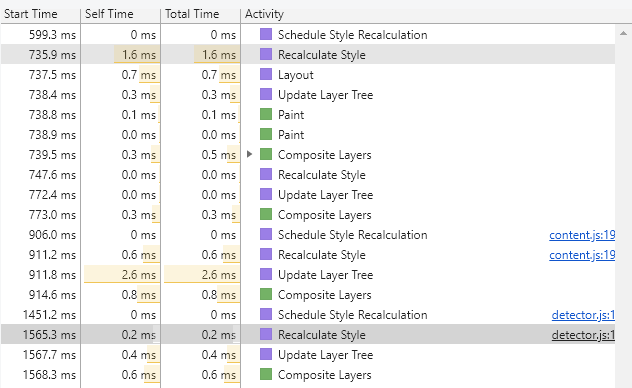 Start Time Self Time Total Time Activity
599.3 ms 0 ms 0 ms Schedule Style Recalculation
735.9 ms 1.6 ms 1.6 ms Recalculate Style
737.5 ms 0.7 ms 0.7 ms Layout
738.4 ms 0.3 ms 0.3 ms Update Layer Tree
738.8 ms 0.1 ms 0.1 ms Paint
738.9 ms 0.0 ms 0.0 ms Paint
739.5 ms 0.3 ms 0.5 ms Composite Layers
747.6 ms 0.0 ms 0.0 ms Recalculate Style
772.4 ms 0.0 ms 0.0 ms Update Layer Tree
773.0 ms 0.3 ms 0.3 ms Composite Layers
906.0 ms 0 ms 0 ms Schedule Style Recalculation content.js:19
911.2 ms 0.6 ms 0.6 ms Recalculate Style content.js:19
911.8 ms 2.6 ms 2.6 ms Update Layer Tree
914.6 ms 0.8 ms 0.8 ms Composite Layers
1451.2 ms 0 ms 0 ms Schedule Style Recalculation detector.js:1
1565.3 ms 0.2 ms 0.2 ms Recalculate Style detector.js:1
1567.7 ms 0.4 ms 0.4 ms Update Layer Tree
1568.3 ms 0.6 ms 0.6 ms Composite Layers